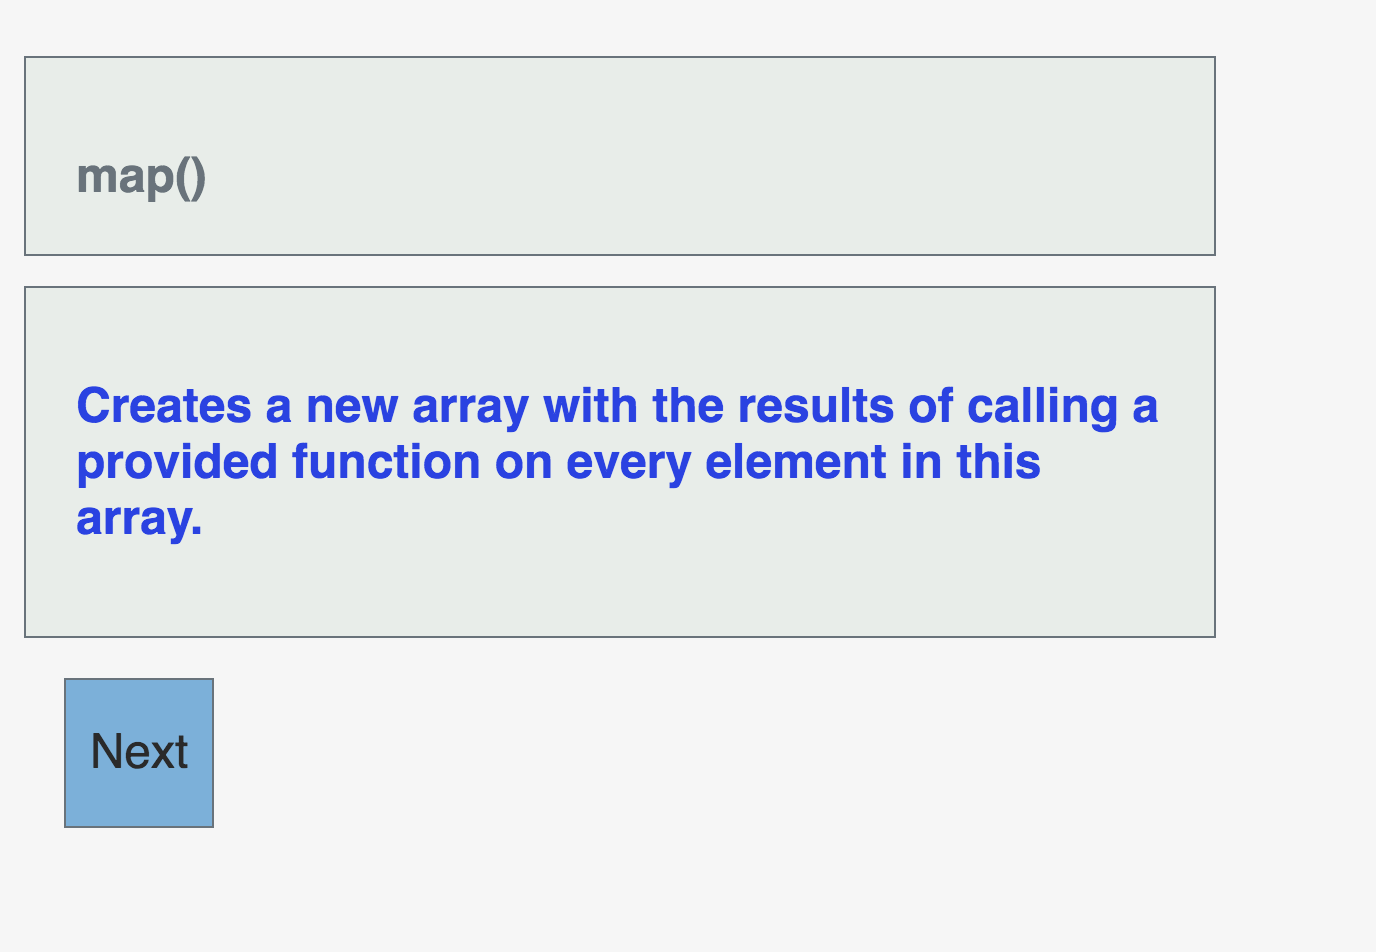 map()
Creates a new array with the results of calling a
provided function on every element in this
array.
Next